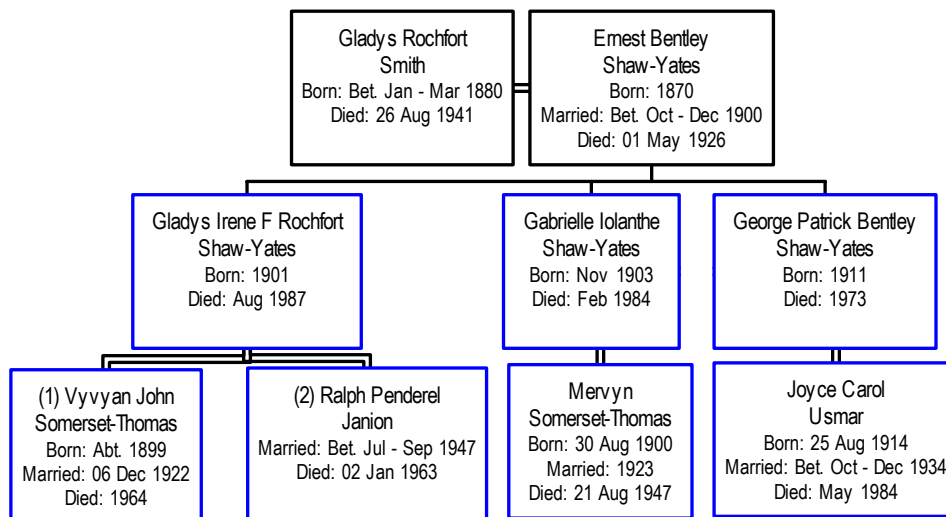 Gladys Rochfort
Smith
Born: Bet. Jan - Mar 1880
Died: 26 Aug 1941
Ernest Bentley
Shaw-Yates
Born: 1870
Married: Bet. Oct - Dec 1900
Died: 01 May 1926
Gladys Irene F Rochfort
Shaw-Yates
Born: 1901
Died: Aug 1987
Gabrielle Iolanthe
Shaw-Yates
Born: Nov 1903
Died: Feb 1984
George Patrick Bentley
Shaw-Yates
Born: 1911
Died: 1973
(1) Vyvyan John
Somerset-Thomas
Born: Abt. 1899
Married: 06 Dec 1922
Died: 1964
(2) Ralph Penderel
Janion
Married: Bet. Jul - Sep 1947
Died: 02 Jan 1963
Mervyn
Somerset-Thomas
Born: 30 Aug 1900
Married: 1923
Died: 21 Aug 1947
Joyce Carol
Usmar
Born: 25 Aug 1914
Married: Bet. Oct - Dec 1934
Died: May 1984